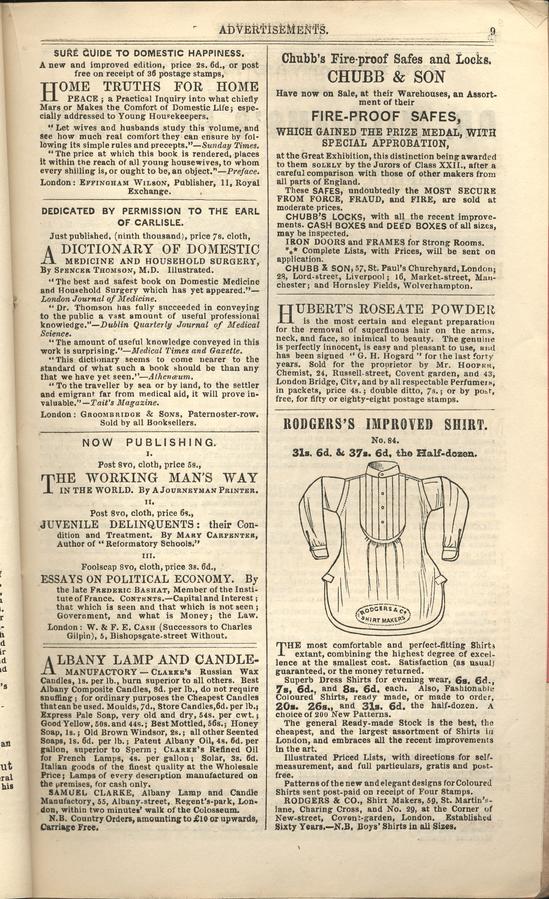 ADVERTISEMENTS.
9
SURE GUIDE TO DOMESTIC HAPPINESS.
A new and improved edition, price 2s. 6d., or post
free on receipt of 36 postage stamps,
HOME TRUTHS FOR HOME
PEACE; a Practical Inquiry into what chiefly
Mars or Makes the Comfort of Domestic Life; espe-
cially addressed to Young Housekeepers.
"Let wives and husbands study this volume, and
see how much real comfort they can ensure by fol-
lowing its simple rules and precepts."—Sunday Times.
"The price at which this book is rendered, places
it within the reach of all young housewives, to whom
every shilling is, or ought to be, an object."—Preface.
London: EFFINGHAM WILSON, Publisher, 11, Royal
Exchange.
DEDICATED BY PERMISSION TO THE EARL
OF CARLISLE.
Just published, (ninth thousand), price 7s. cloth,
A DICTIONARY OF DOMESTIC
MEDICINE AND HOUSEHOLD SURGERY,
By SPENCER THOMSON, M.D. Illustrated.
"The best and safest book on Domestic Medicine
and Household Surgery which has yet appeared."—
London Journal of Medicine.
"Dr. Thomson has fully succeeded in conveying
to the public a vast amount of useful professional
knowledge."—Dublin Quarterly Journal of Medical
Science.
"The amount of useful knowledge conveyed in this
work is surprising."—Medical Times and Gazette.
"This dictionary seems to come nearer to the
standard of what such a book should be than any
that we have yet seen."—Athenæum.
"To the traveller by sea or by land, to the settler
and emigrant far from medical aid, it will prove in-
valuable."—Tait's Magazine.
London: GROOMBRIDGE & SONS, Paternoster-row.
Sold by all Booksellers.
NOW PUBLISHING.
I.
Post 8vo, cloth, price 5s.,
THE WORKING MAN'S WAY
IN THE WORLD. By A JOURNEYMAN PRINTER.
II.
Post 8vo, cloth, price 6s.,
JUVENILE DELINQUENTS: their Con-
dition and Treatment. By MARY CARPENTER,
Author of "Reformatory Schools."
III.
Foolscap 8vo, cloth, price 3s. 6d.,
ESSAYS ON POLITICAL ECONOMY. By
the late FREDERIC BASHAT, Member of the Insti-
tute of France. CONTENTS.—Capital and Interest;
that which is seen and that which is not seen;
Government, and what is Money; the Law.
London: W. & F. E. CASH (Successors to Charles
Gilpin), 5, Bishopsgate-street Without.
ALBANY LAMP AND CANDLE-
MANUFACTORY—CLARKE'S Russian Wax
Candles, 1s. per lb., burn superior to all others. Best
Albany Composite Candles, 8d. per lb., do not require
snuffing; for ordinary purposes the Cheapest Candles
that can be used. Moulds, 7d., Store Candles, 6d. per lb.;
Express Pale Soap, very old and dry, 54s. per cwt.;
Good Yellow, 50s. and 44s.; Best Mottled, 56s.; Honey
Soap, 1s.; Old Brown Windsor, 2s.; all other Scented
Soaps, 1s. 6d. per lb.; Patent Albany Oil, 4s. 6d. per
gallon, superior to Sperm; CLARKE'S Refined Oil
for French Lamps, 4s. per gallon; Solar, 3s. 6d.
Italian goods of the finest quality at the Wholesale
Price; Lamps of every description manufactured on
the premises, for cash only.
SAMUEL CLARKE, Albany Lamp and Candle
Manufactory, 55, Albany-street, Regent's-park, Lon-
don, within two minutes' walk of the Colosseum.
N.B. Country Orders, amounting to £10 or upwards,
Carriage Free.
Chubb's Fire-proof Safes and Locks.
CHUBB & SON
Have now on Sale, at their Warehouses, an Assort-
ment of their
FIRE-PROOF SAFES,
WHICH GAINED THE PRIZE MEDAL, WITH
SPECIAL APPROBATION,
at the Great Exhibition, this distinction being awarded
to them SOLELY by the Jurors of Class XXII., after a
careful comparison with those of other makers from
all parts of England.
These SAFES, undoubtedly the MOST SECURE
FROM FORCE, FRAUD, and FIRE, are sold at
moderate prices.
CHUBB'S LOCKS, with all the recent improve-
ments. CASH BOXES and DEED BOXES of all sizes,
may be inspected.
IRON DOORS and FRAMES for Strong Rooms.
*** Complete Lists, with Prices, will be sent on
application.
CHUBB & SON, 57, St. Paul's Churchyard, London;
28, Lord-street, Liverpool; 16, Market-street, Man-
chester; and Hornsley Fields, Wolverhampton.
HUBERT'S ROSEATE POWDER
is the most certain and elegant preparation
for the removal of superfluous hair on the arms,
neck, and face, so inimical to beauty. The genuine
is perfectly innocent, is easy and pleasant to use, and
has been signed "G. H. Hogard" for the last forty
years. Sold for the proprietor by Mr. HOOPER,
Chemist, 24, Russell-street, Covent garden, and 43,
London Bridge, City, and by all respectable Perfumers,
in packets, price 4s.; double ditto, 7s.; or by post,
free, for fifty or eighty-eight postage stamps.
RODGERS'S IMPROVED SHIRT.
No. 84.
31s. 6d. & 37s. 6d. the Half-dozen.
RODGERS & Co
SHIRT MAKERS
THE most comfortable and perfect-fitting Shirts
extant, combining the highest degree of excel-
lence at the smallest cost. Satisfaction (as usual)
guaranteed, or the money returned.
Superb Dress Shirts for evening wear, 6s. 6d.,
7s. 6d., and 8s. 6d. each. Also, Fashionable
Coloured Shirts, ready made, or made to order,
20s. 26s., and 31s. 6d. the half-dozen. A
choice of 200 New Patterns.
The general Ready-made Stock is the best, the
cheapest, and the largest assortment of Shirts in
London, and embraces all the recent improvements
in the art.
Illustrated Priced Lists, with directions for self-
measurement, and full particulars, gratis and post-
free.
Patterns of the new and elegant designs for Coloured
Shirts sent post-paid on receipt of Four Stamps.
RODGERS & CO., Shirt Makers, 59, St. Martin's-
lane, Charing Cross, and No. 29, at the Corner of
New-street, Covent-garden, London. Established
Sixty Years.—N.B. Boys' Shirts in all Sizes.